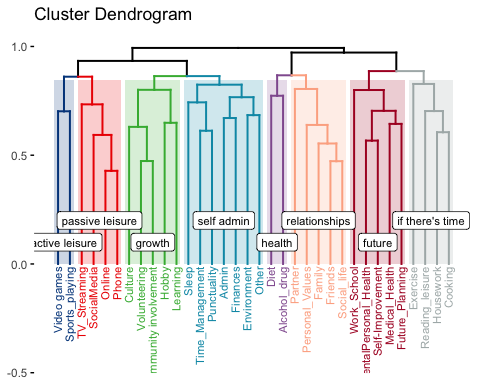 Cluster Dendrogram
1.0
0.5
0.0
-0.5
passive leisure
self admin
relationships
if there's time
active leisure
growth
health
future
Video games
Sports_playing
TV_Streaming
SocialMedia
Online
Phone
Culture
Volunteering
mmunity involvement
Hobby
Learning
Sleep
Time_Management
Punctuality
Admin
Finances
Environment
Other
Diet
Alcohol_drug
Partner
Personal_Values
Family
Friends
Social_life
Work_School
entalPersonal_Health
Self-Improvement
Medical_Health
Future_Planning
Exercise
Reading_leisure
Housework
Cooking